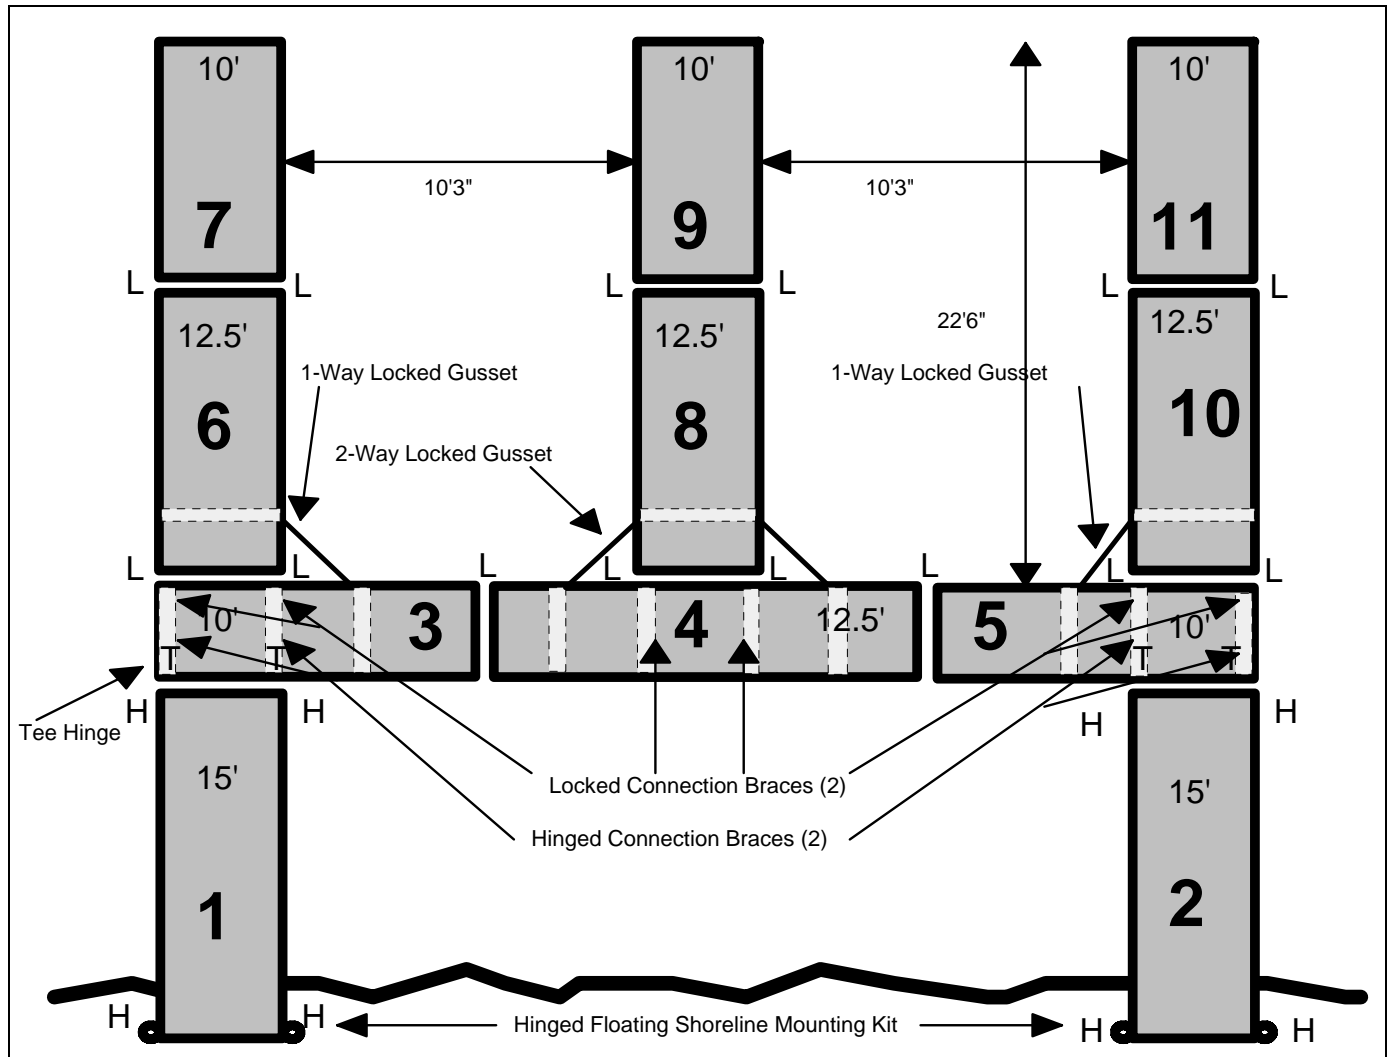 10' 10' 10'
10'3" 10'3"
7 9 11
L L L L L L
12.5' 12.5' 12.5'
22'6"
1-Way Locked Gusset 1-Way Locked Gusset
6 8 10
2-Way Locked Gusset
L L L L L L L L
10' 3 4 12.5' 5 10'
T T T T
Tee Hinge
H H H H
15' 15'
Locked Connection Braces (2)
Hinged Connection Braces (2)
1 2
H H Hinged Floating Shoreline Mounting Kit H H